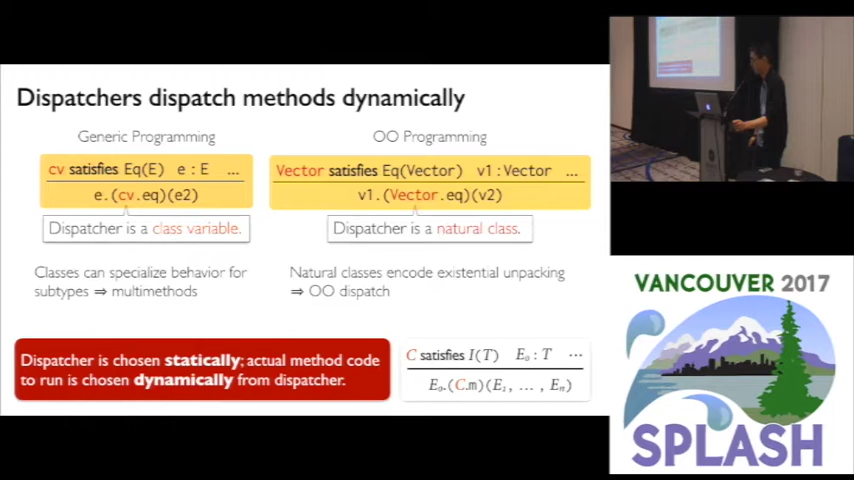 Dispatchers dispatch methods dynamically
Generic Programming
cv satisfies Eq(E) e : E ...
e.(cv.eq)(e2)
Dispatcher is a class variable.
Classes can specialize behavior for
subtypes ⇒ multimethods
OO Programming
Vector satisfies Eq(Vector) v1 : Vector ...
v1.(Vector.eq)(v2)
Dispatcher is a natural class.
Natural classes encode existential unpacking
⇒ OO dispatch
Dispatcher is chosen statically; actual method code
to run is chosen dynamically from dispatcher.
C satisfies I(T) E₀ : T ⋯
E₀.(C.m)(E₂, … , Eₙ)
VANCOUVER 2017
SPLASH